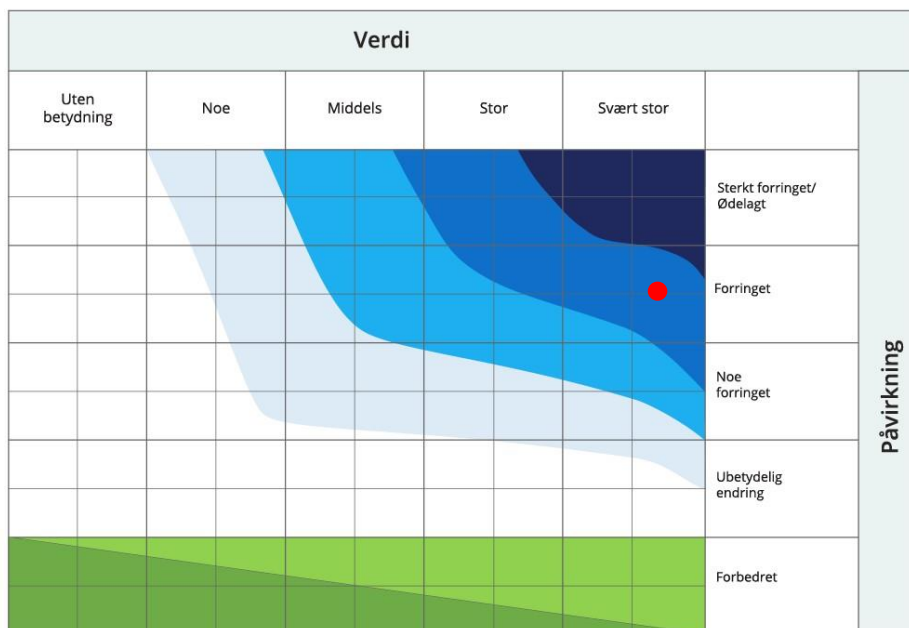 Verdi
Uten
betydning
Noe
Middels
Stor
Svært stor
Sterkt forringet/
Ødelagt
Forringet
Noe
forringet
Ubetydelig
endring
Forbedret
Påvirkning